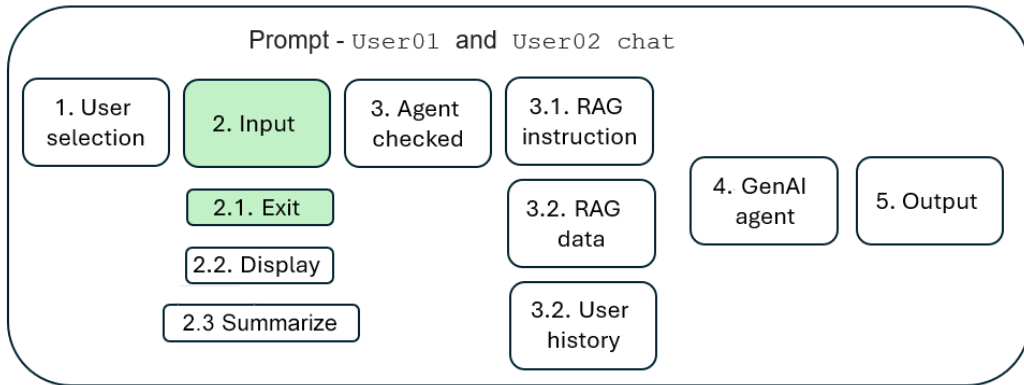 Prompt - User01 and User02 chat
1. User
selection
2. Input
3. Agent
checked
3.1. RAG
instruction
2.1. Exit
2.2. Display
2.3 Summarize
3.2. RAG
data
3.2. User
history
4. GenAI
agent
5. Output